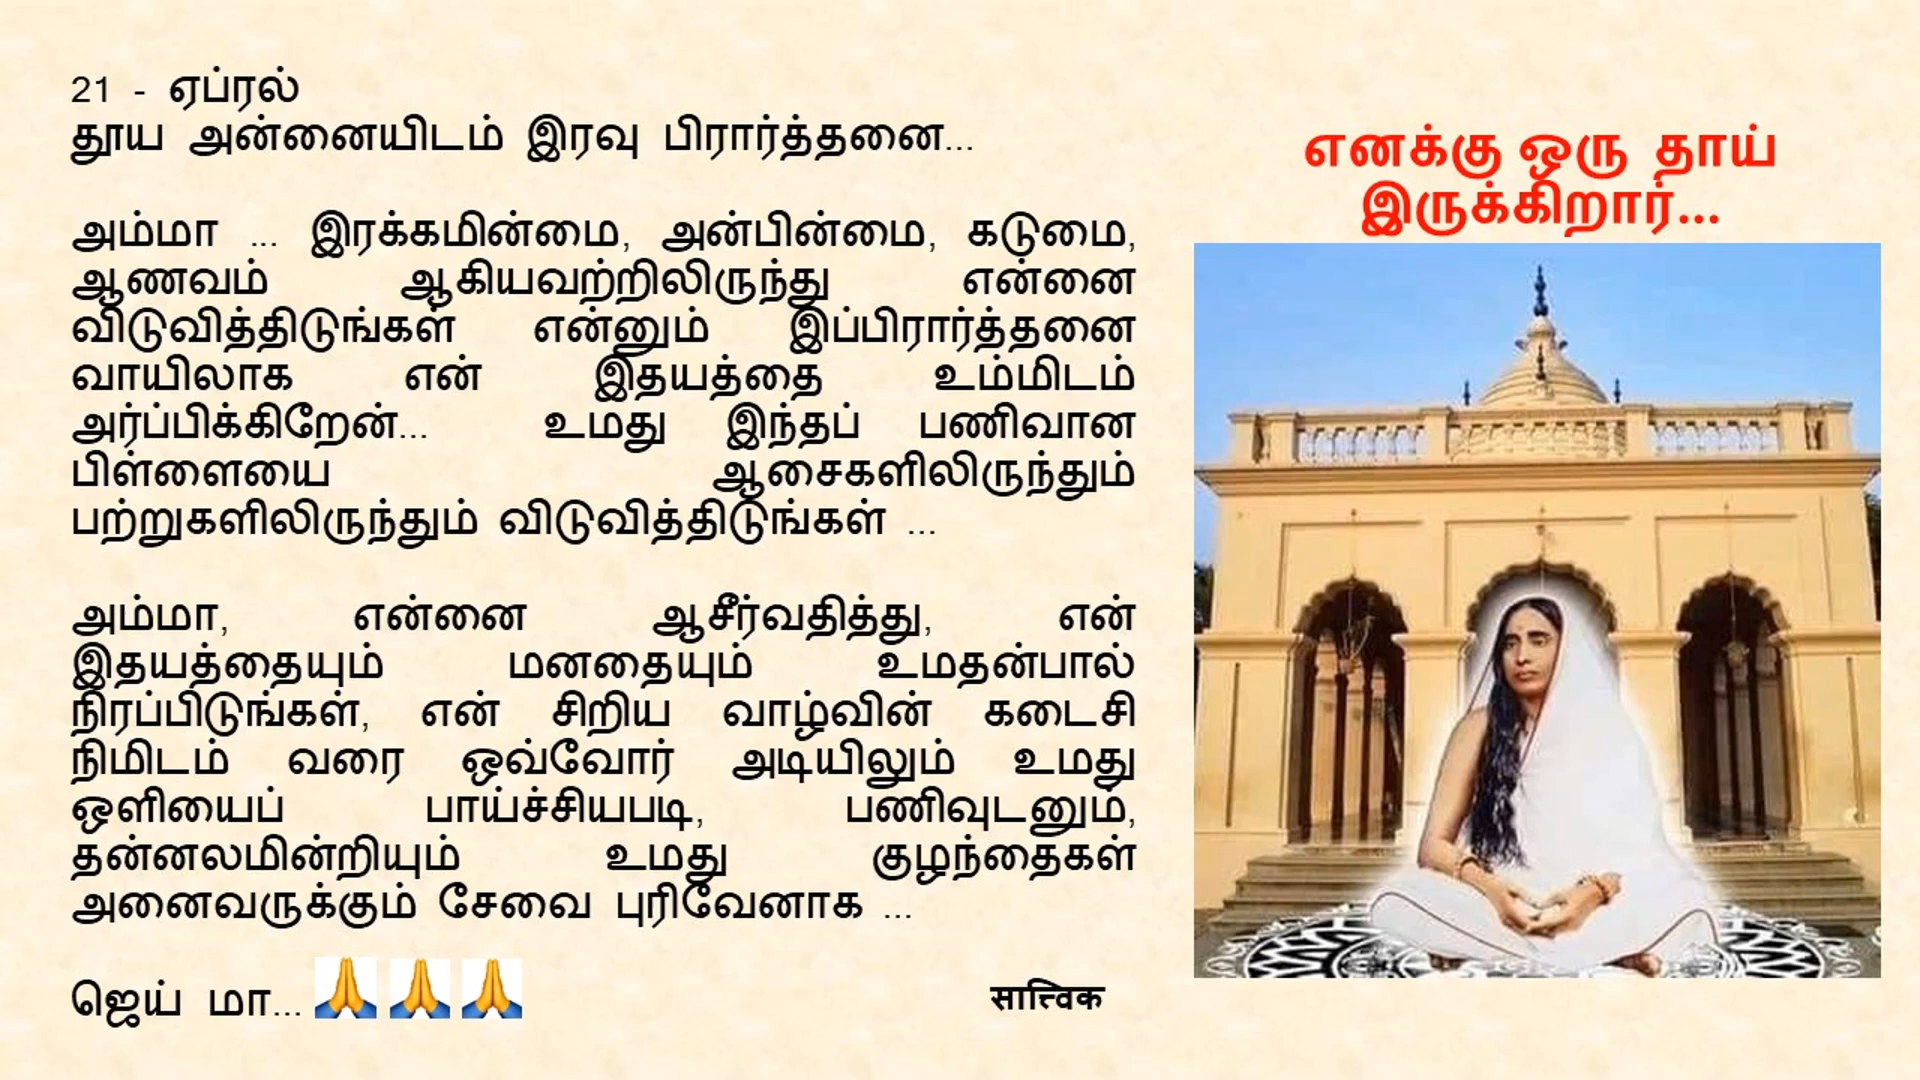 21 - ஏப்ரல்
தூய அன்னையிடம் இரவு பிரார்த்தனை...
அம்மா ... இரக்கமின்மை, அன்பின்மை, கடுமை,
ஆணவம் ஆகியவற்றிலிருந்து என்னை
விடுவித்திடுங்கள் என்னும் இப்பிரார்த்தனை
வாயிலாக என் இதயத்தை உம்மிடம்
அர்ப்பிக்கிறேன்... உமது இந்தப் பணிவான
பிள்ளையை ஆசைகளிலிருந்தும்
பற்றுகளிலிருந்தும் விடுவித்திடுங்கள் ...
அம்மா, என்னை ஆசீர்வதித்து, என்
இதயத்தையும் மனதையும் உமதன்பால்
நிரப்பிடுங்கள், என் சிறிய வாழ்வின் கடைசி
நிமிடம் வரை ஒவ்வோர் அடியிலும் உமது
ஒளியைப் பாய்ச்சியபடி, பணிவுடனும்,
தன்னலமின்றியும் உமது குழந்தைகள்
அனைவருக்கும் சேவை புரிவேனாக ...
ஜெய் மா... 🙏🙏🙏
सात्त्विक
எனக்கு ஒரு தாய்
இருக்கிறார்...